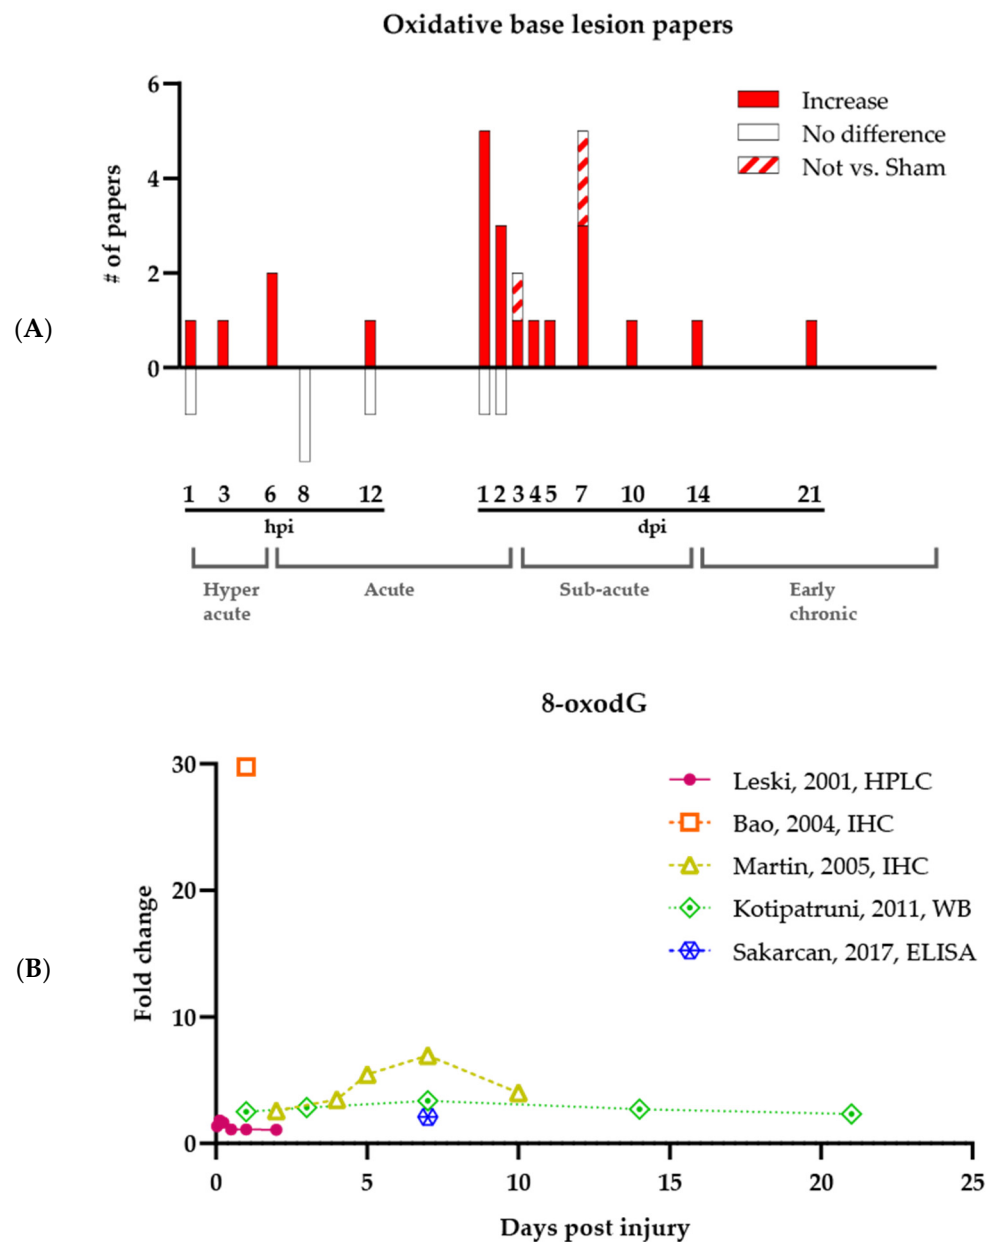 Oxidative base lesion papers
6
4
2
0
# of papers
Increase
No difference
Not vs. Sham
(A)
1 3 6 8 12 1 2 3 4 5 7 10 14 21
hpi dpi
Hyper acute
Acute
Sub-acute
Early chronic
8-oxodG
30
20
10
0
Fold change
Leski, 2001, HPLC
Bao, 2004, IHC
Martin, 2005, IHC
Kotipatruni, 2011, WB
Sakarcan, 2017, ELISA
(B)
0 5 10 15 20 25
Days post injury